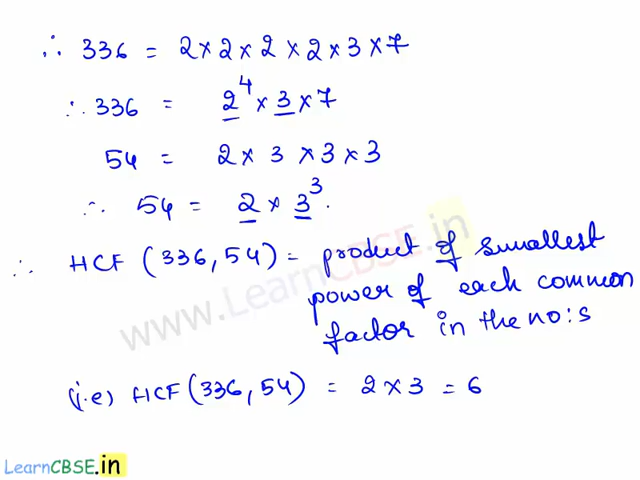 ∴ 336 = 2 × 2 × 2 × 2 × 3 × 7
∴ 336 = 2⁴ × 3 × 7
54 = 2 × 3 × 3 × 3
∴ 54 = 2 × 3³.
∴ HCF (336, 54) = product of smallest
power of each common
factor in the no:s
(i.e) HCF (336, 54) = 2 × 3 = 6
www.LearnCBSE.in
LearnCBSE.in